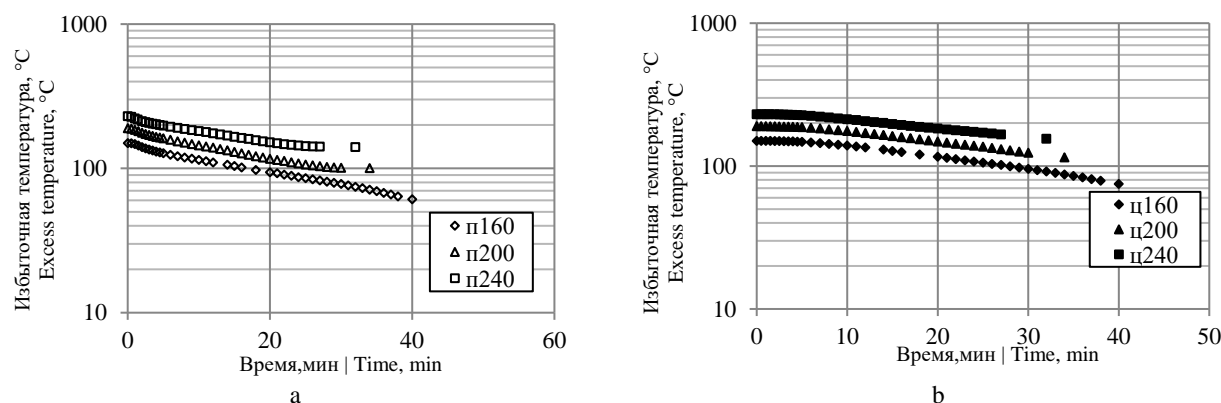 Избыточная температура, °C
Excess temperature, °C
1000
100
10
0
20
40
60
п160
п200
п240
Время,мин | Time, min
a
Избыточная температура, °C
Excess temperature, °C
1000
100
10
0
10
20
30
40
50
ц160
ц200
ц240
Время,мин | Time, min
b